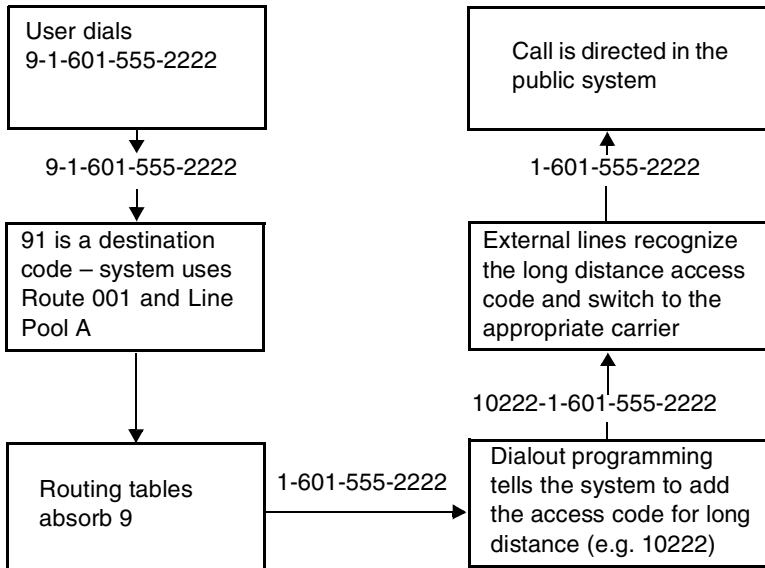 User dials
9-1-601-555-2222
9-1-601-555-2222
91 is a destination
code – system uses
Route 001 and Line
Pool A
Routing tables
absorb 9
1-601-555-2222
Dialout programming
tells the system to add
the access code for long
distance (e.g. 10222)
10222-1-601-555-2222
External lines recognize
the long distance access
code and switch to the
appropriate carrier
1-601-555-2222
Call is directed in the
public system